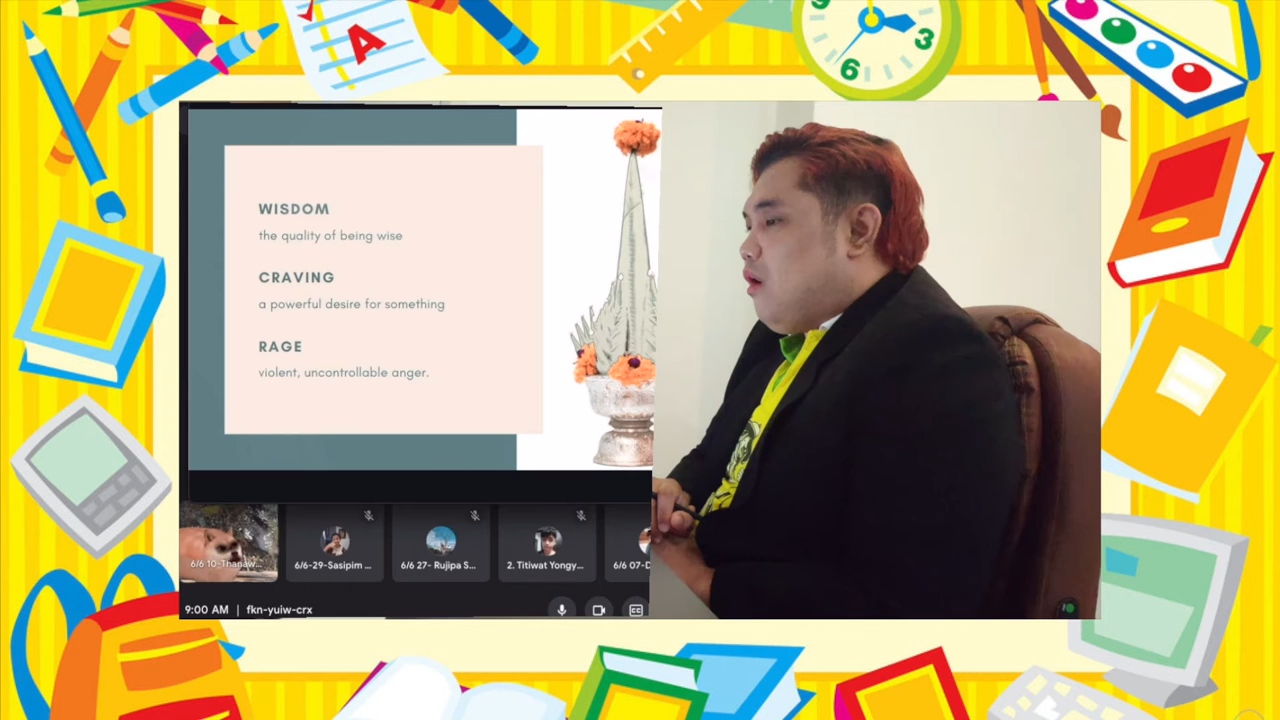 A
9
3
6
WISDOM
the quality of being wise
CRAVING
a powerful desire for something
RAGE
violent, uncontrollable anger.
6/6 10-Thanaw...
6/6-29-Sasipim ...
6/6 27- Rujipa S...
2. Titiwat Yongy...
6/6 07-D
9:00 AM | fkn-yuiw-crx
CC